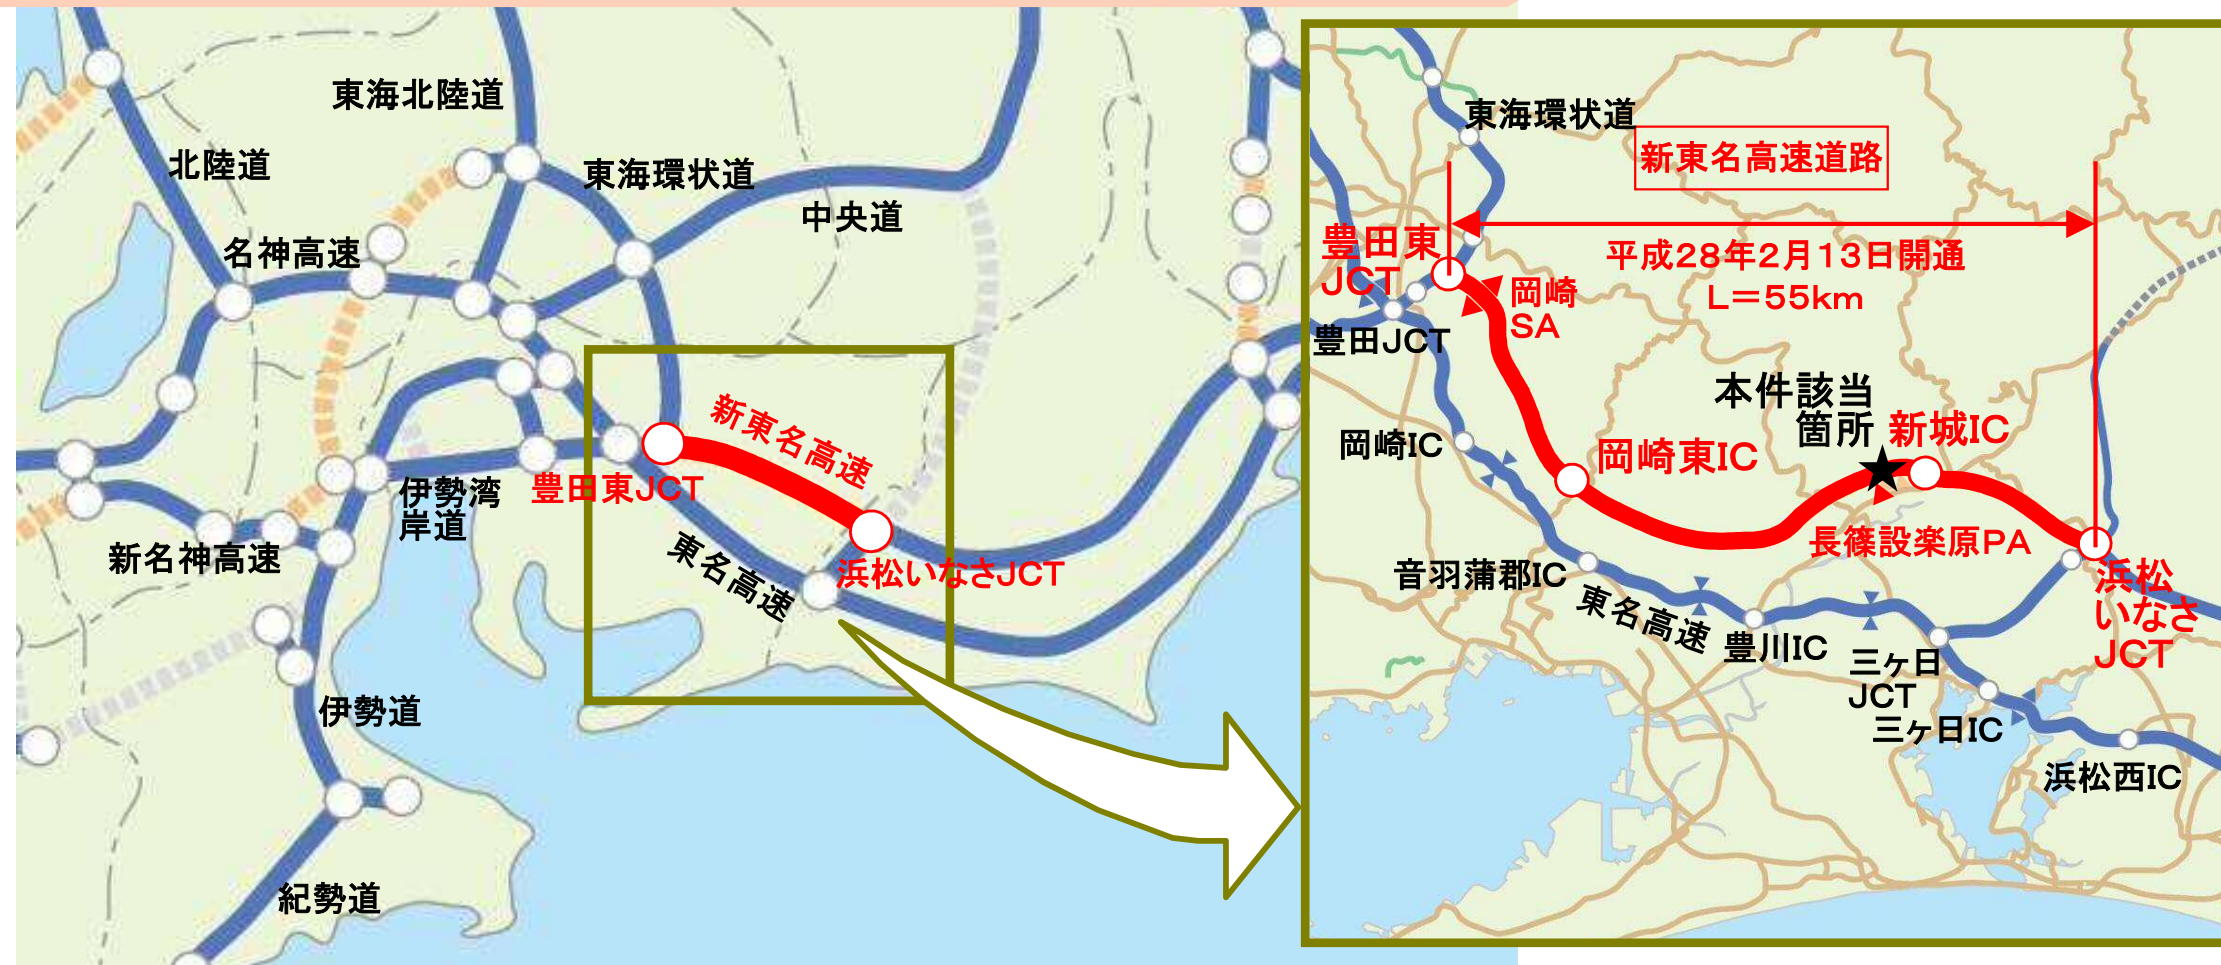 東海北陸道
北陸道
東海環状道
中央道
名神高速
新東名高速
豊田東JCT
伊勢湾
岸道
新名神高速
東名高速
浜松いなさJCT
伊勢道
紀勢道
東海環状道
新東名高速道路
豊田東
JCT
平成28年2月13日開通
L=55km
岡崎
SA
豊田JCT
本件該当
箇所
新城IC
岡崎IC
岡崎東IC
長篠設楽原PA
音羽蒲郡IC
東名高速
豊川IC
浜松
いなさ
JCT
三ヶ日
JCT
三ヶ日IC
浜松西IC